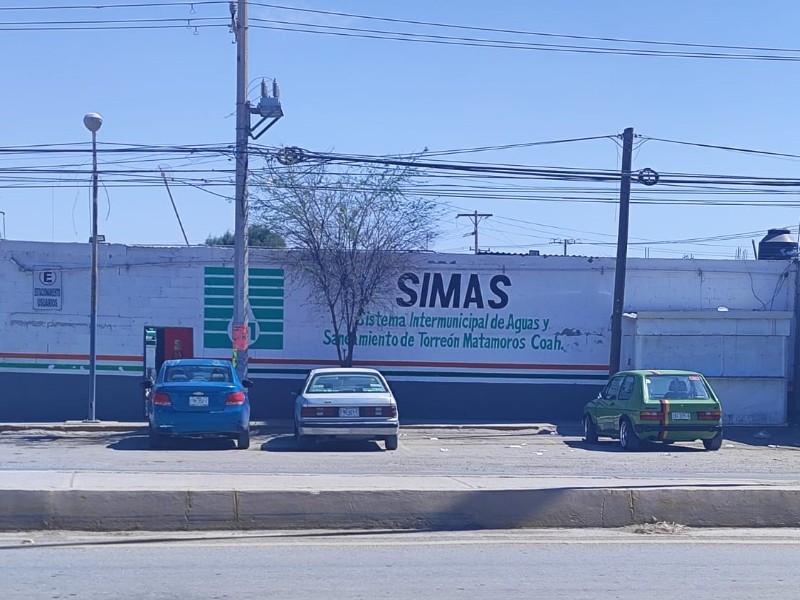 E
ESTACIONAMIENTO
USUARIOS
SIMAS
Sistema Intermunicipal de Aguas y
Saneamiento de Torreón Matamoros Coah.